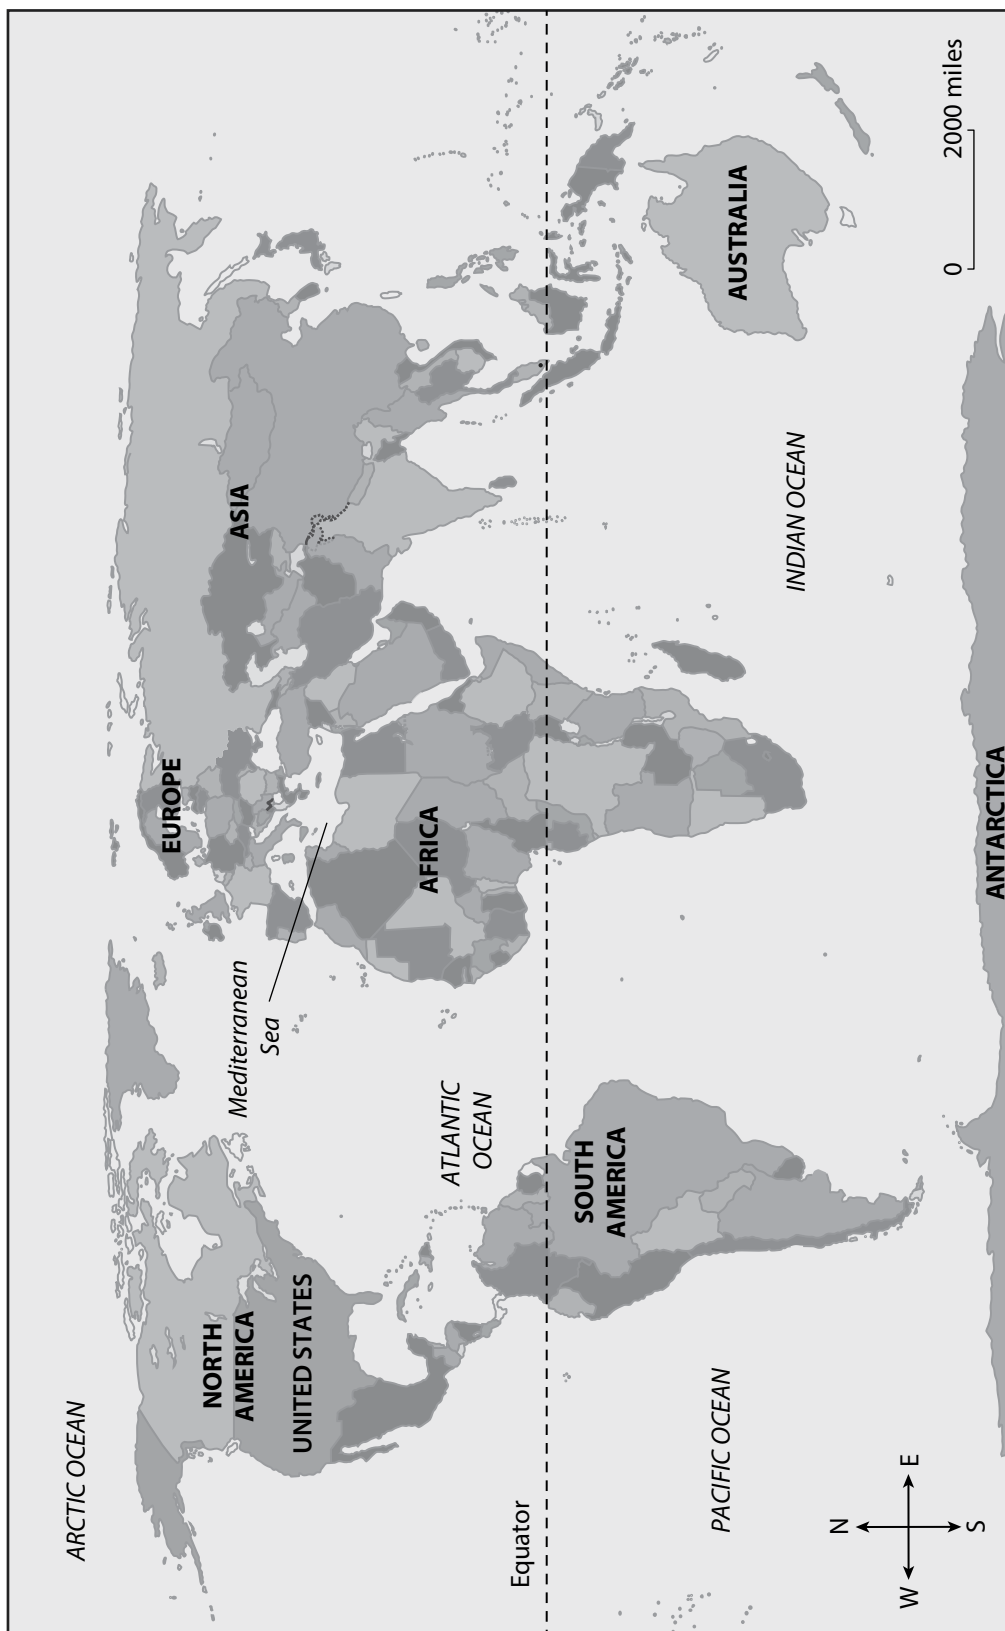 ARCTIC OCEAN
NORTH
AMERICA
UNITED STATES
EUROPE
ASIA
Mediterranean
Sea
AFRICA
ATLANTIC
OCEAN
Equator
SOUTH
AMERICA
PACIFIC OCEAN
INDIAN OCEAN
AUSTRALIA
N
W
E
S
ANTARCTICA
0
2000 miles